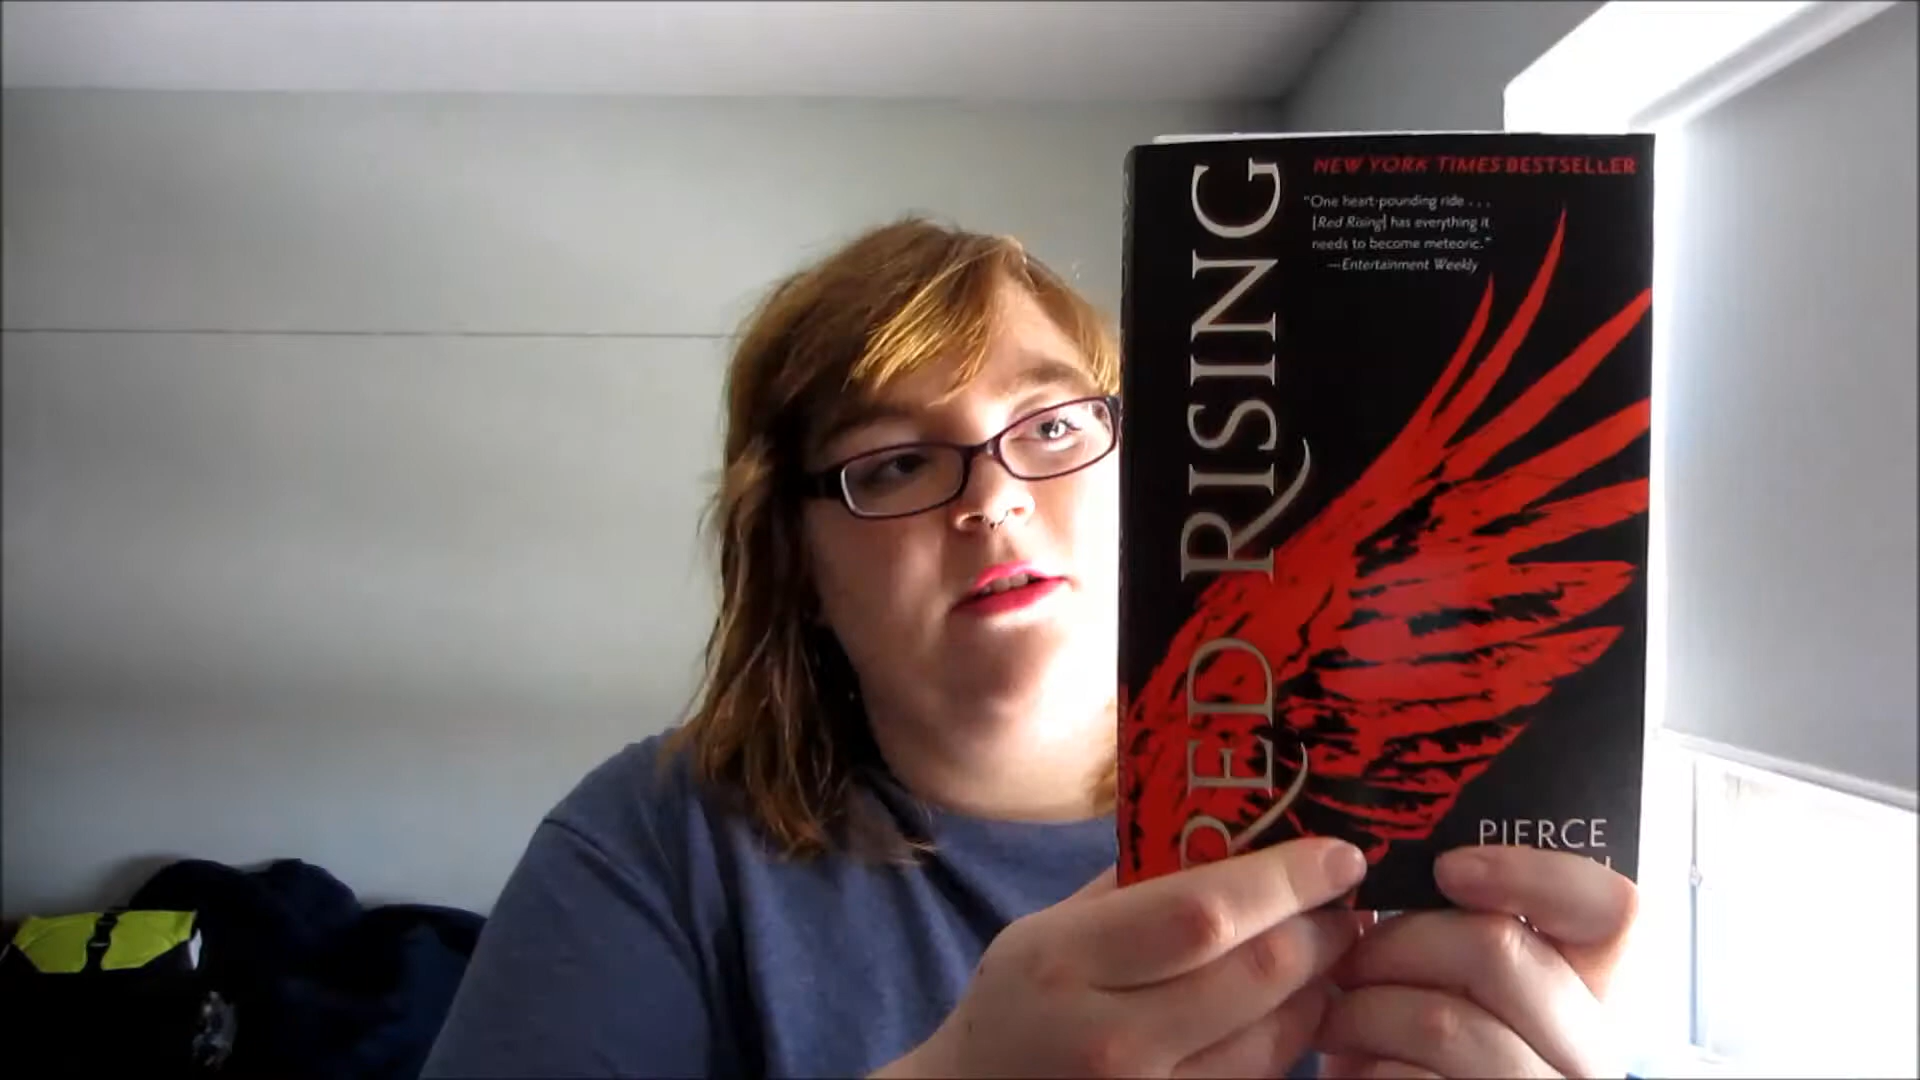 RED RISING
NEW YORK TIMES BESTSELLER
"One heart-pounding ride . . .
[Red Rising] has everything it
needs to become meteoric."
—Entertainment Weekly
PIERCE